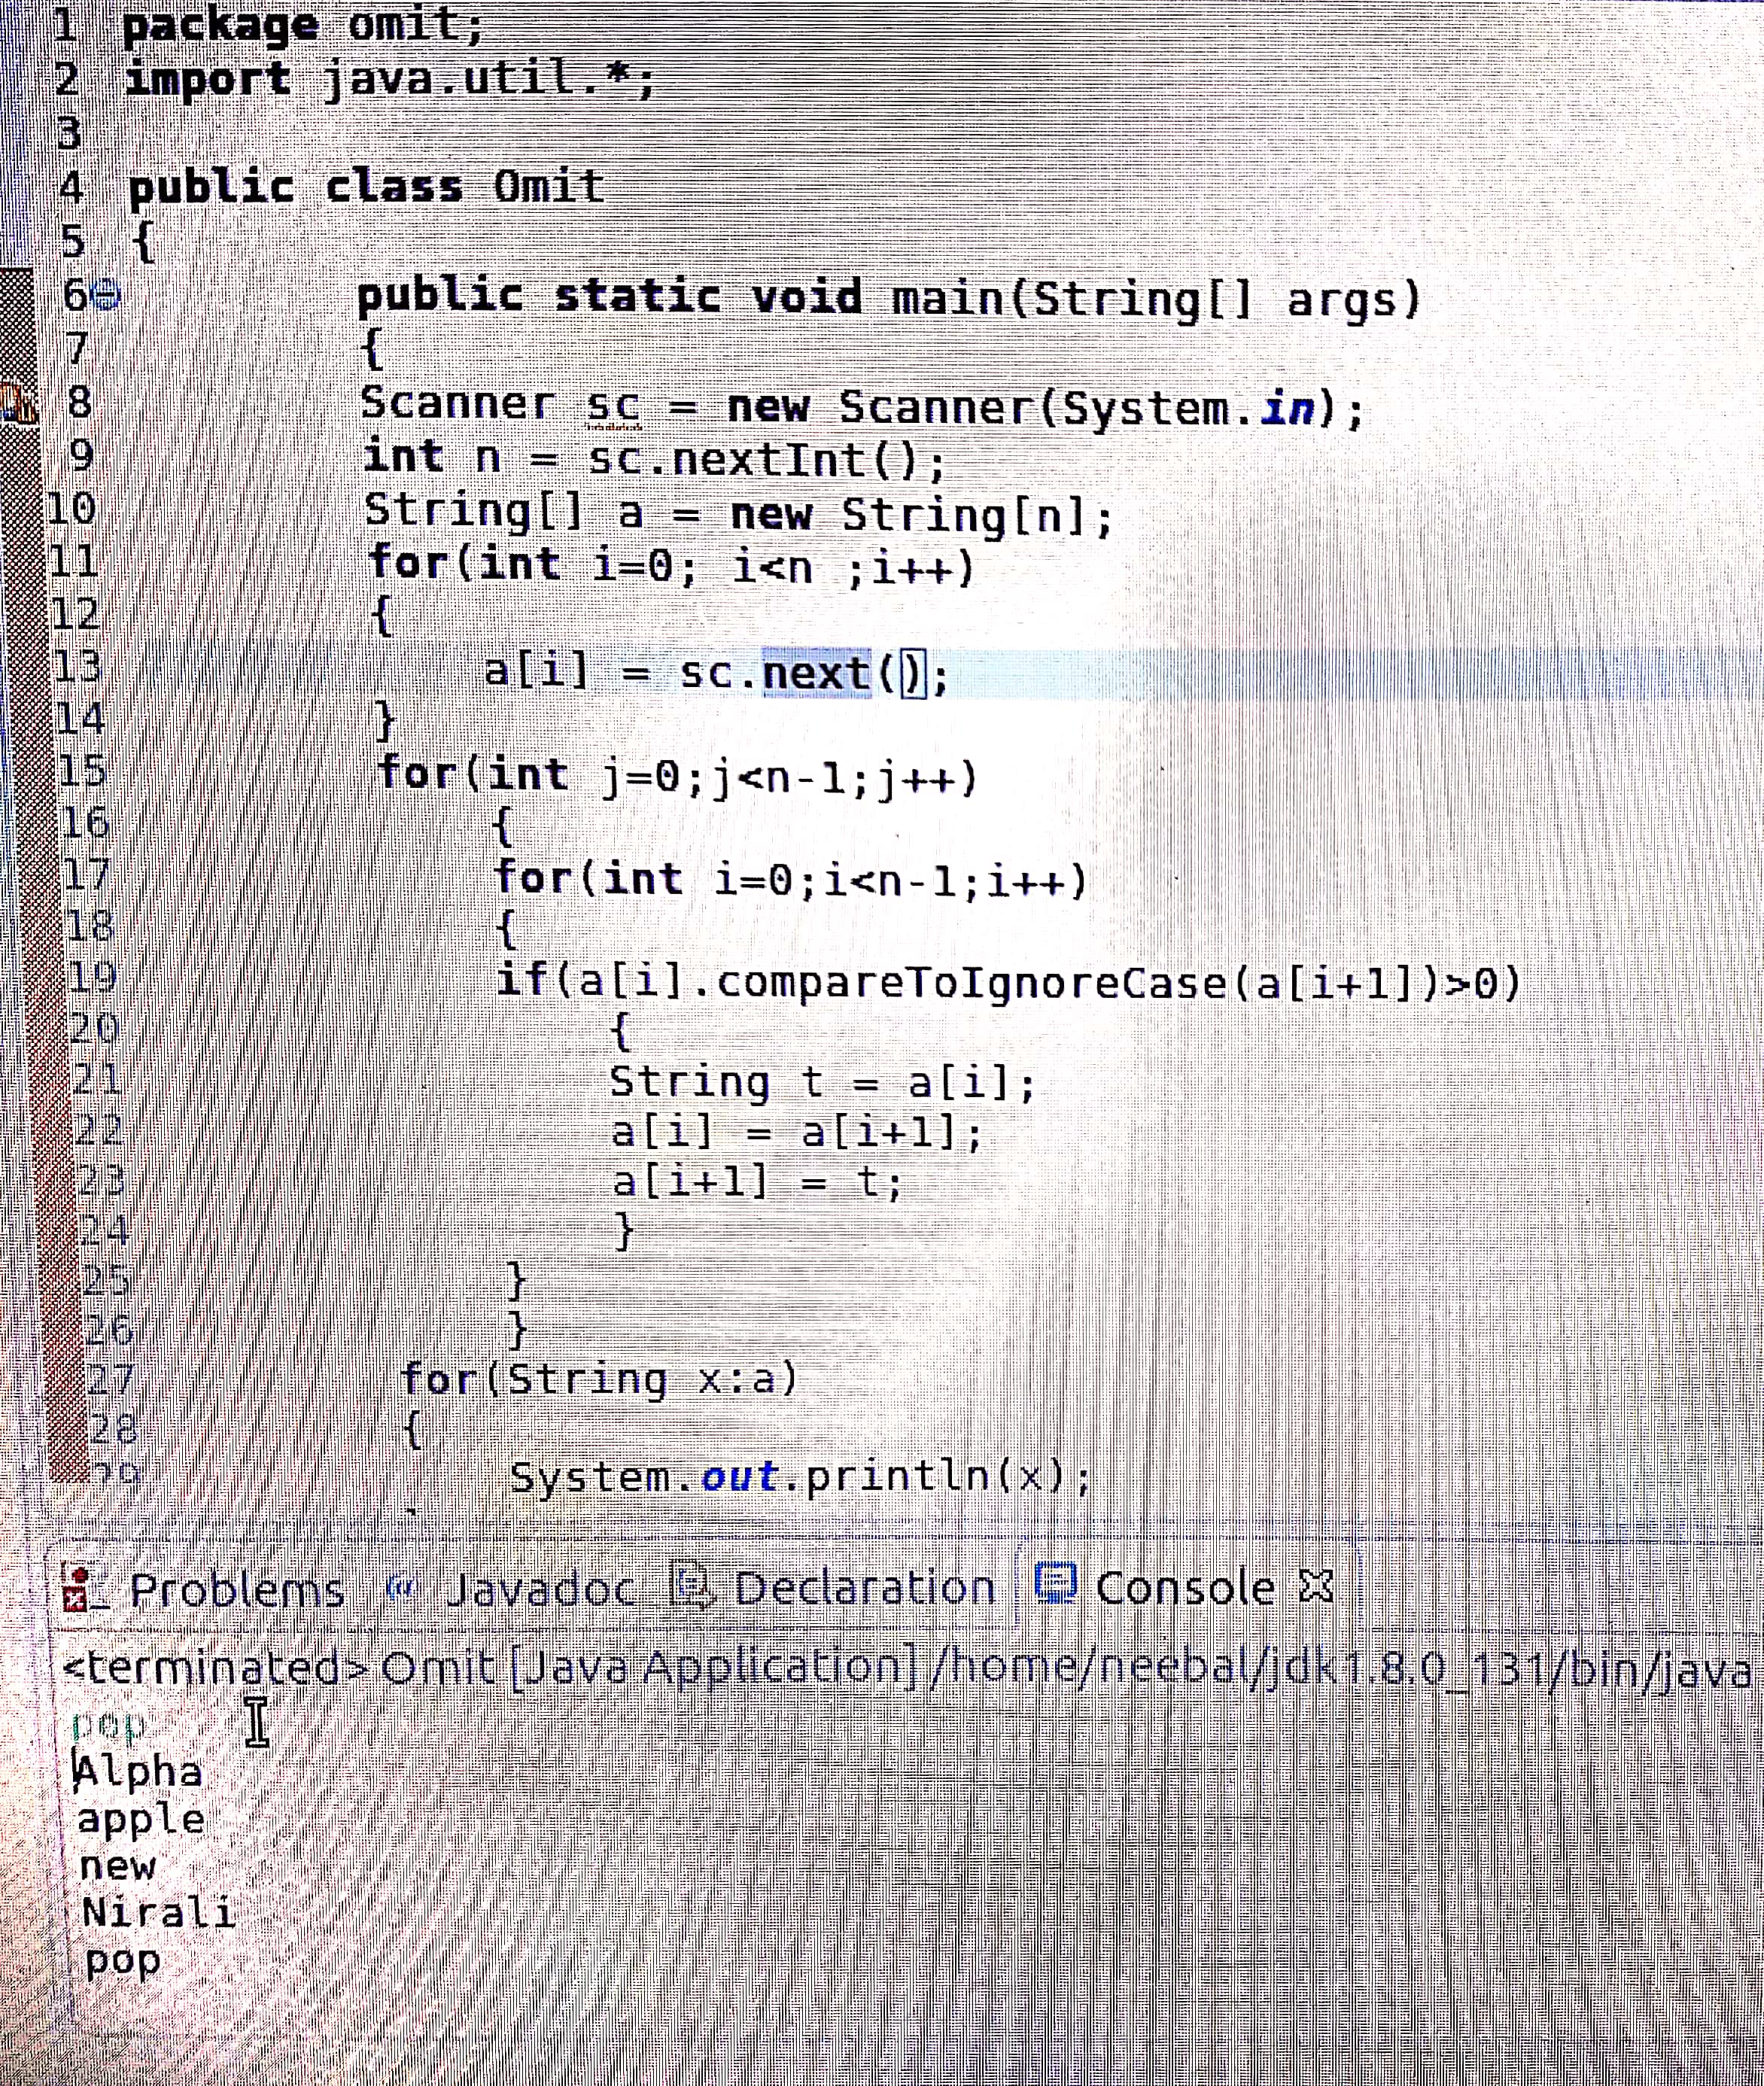 1 package omit;
2 import java.util.*;
3
4 public class Omit
5 {
6 public static void main(String[] args)
7 {
8 Scanner sc = new Scanner(System.in);
9 int n = sc.nextInt();
10 String[] a = new String[n];
11 for(int i=0; i<n ;i++)
12 {
13 a[i] = sc.next();
14 }
15 for(int j=0;j<n-1;j++)
16 {
17 for(int i=0;i<n-1;i++)
18 {
19 if(a[i].compareToIgnoreCase(a[i+1])>0)
20 {
21 String t = a[i];
22 a[i] = a[i+1];
23 a[i+1] = t;
24 }
25 }
26 }
27 for(String x:a)
28 {
29 System.out.println(x);
Problems Javadoc Declaration Console
<terminated> Omit [Java Application] /home/neebal/jdk1.8.0_131/bin/java
pop
Alpha
apple
new
Nirali
pop